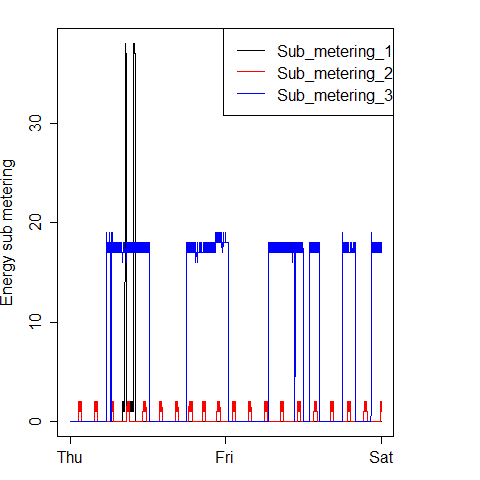 Sub_metering_1
Sub_metering_2
Sub_metering_3
Energy sub metering
30
20
10
0
Thu Fri Sat